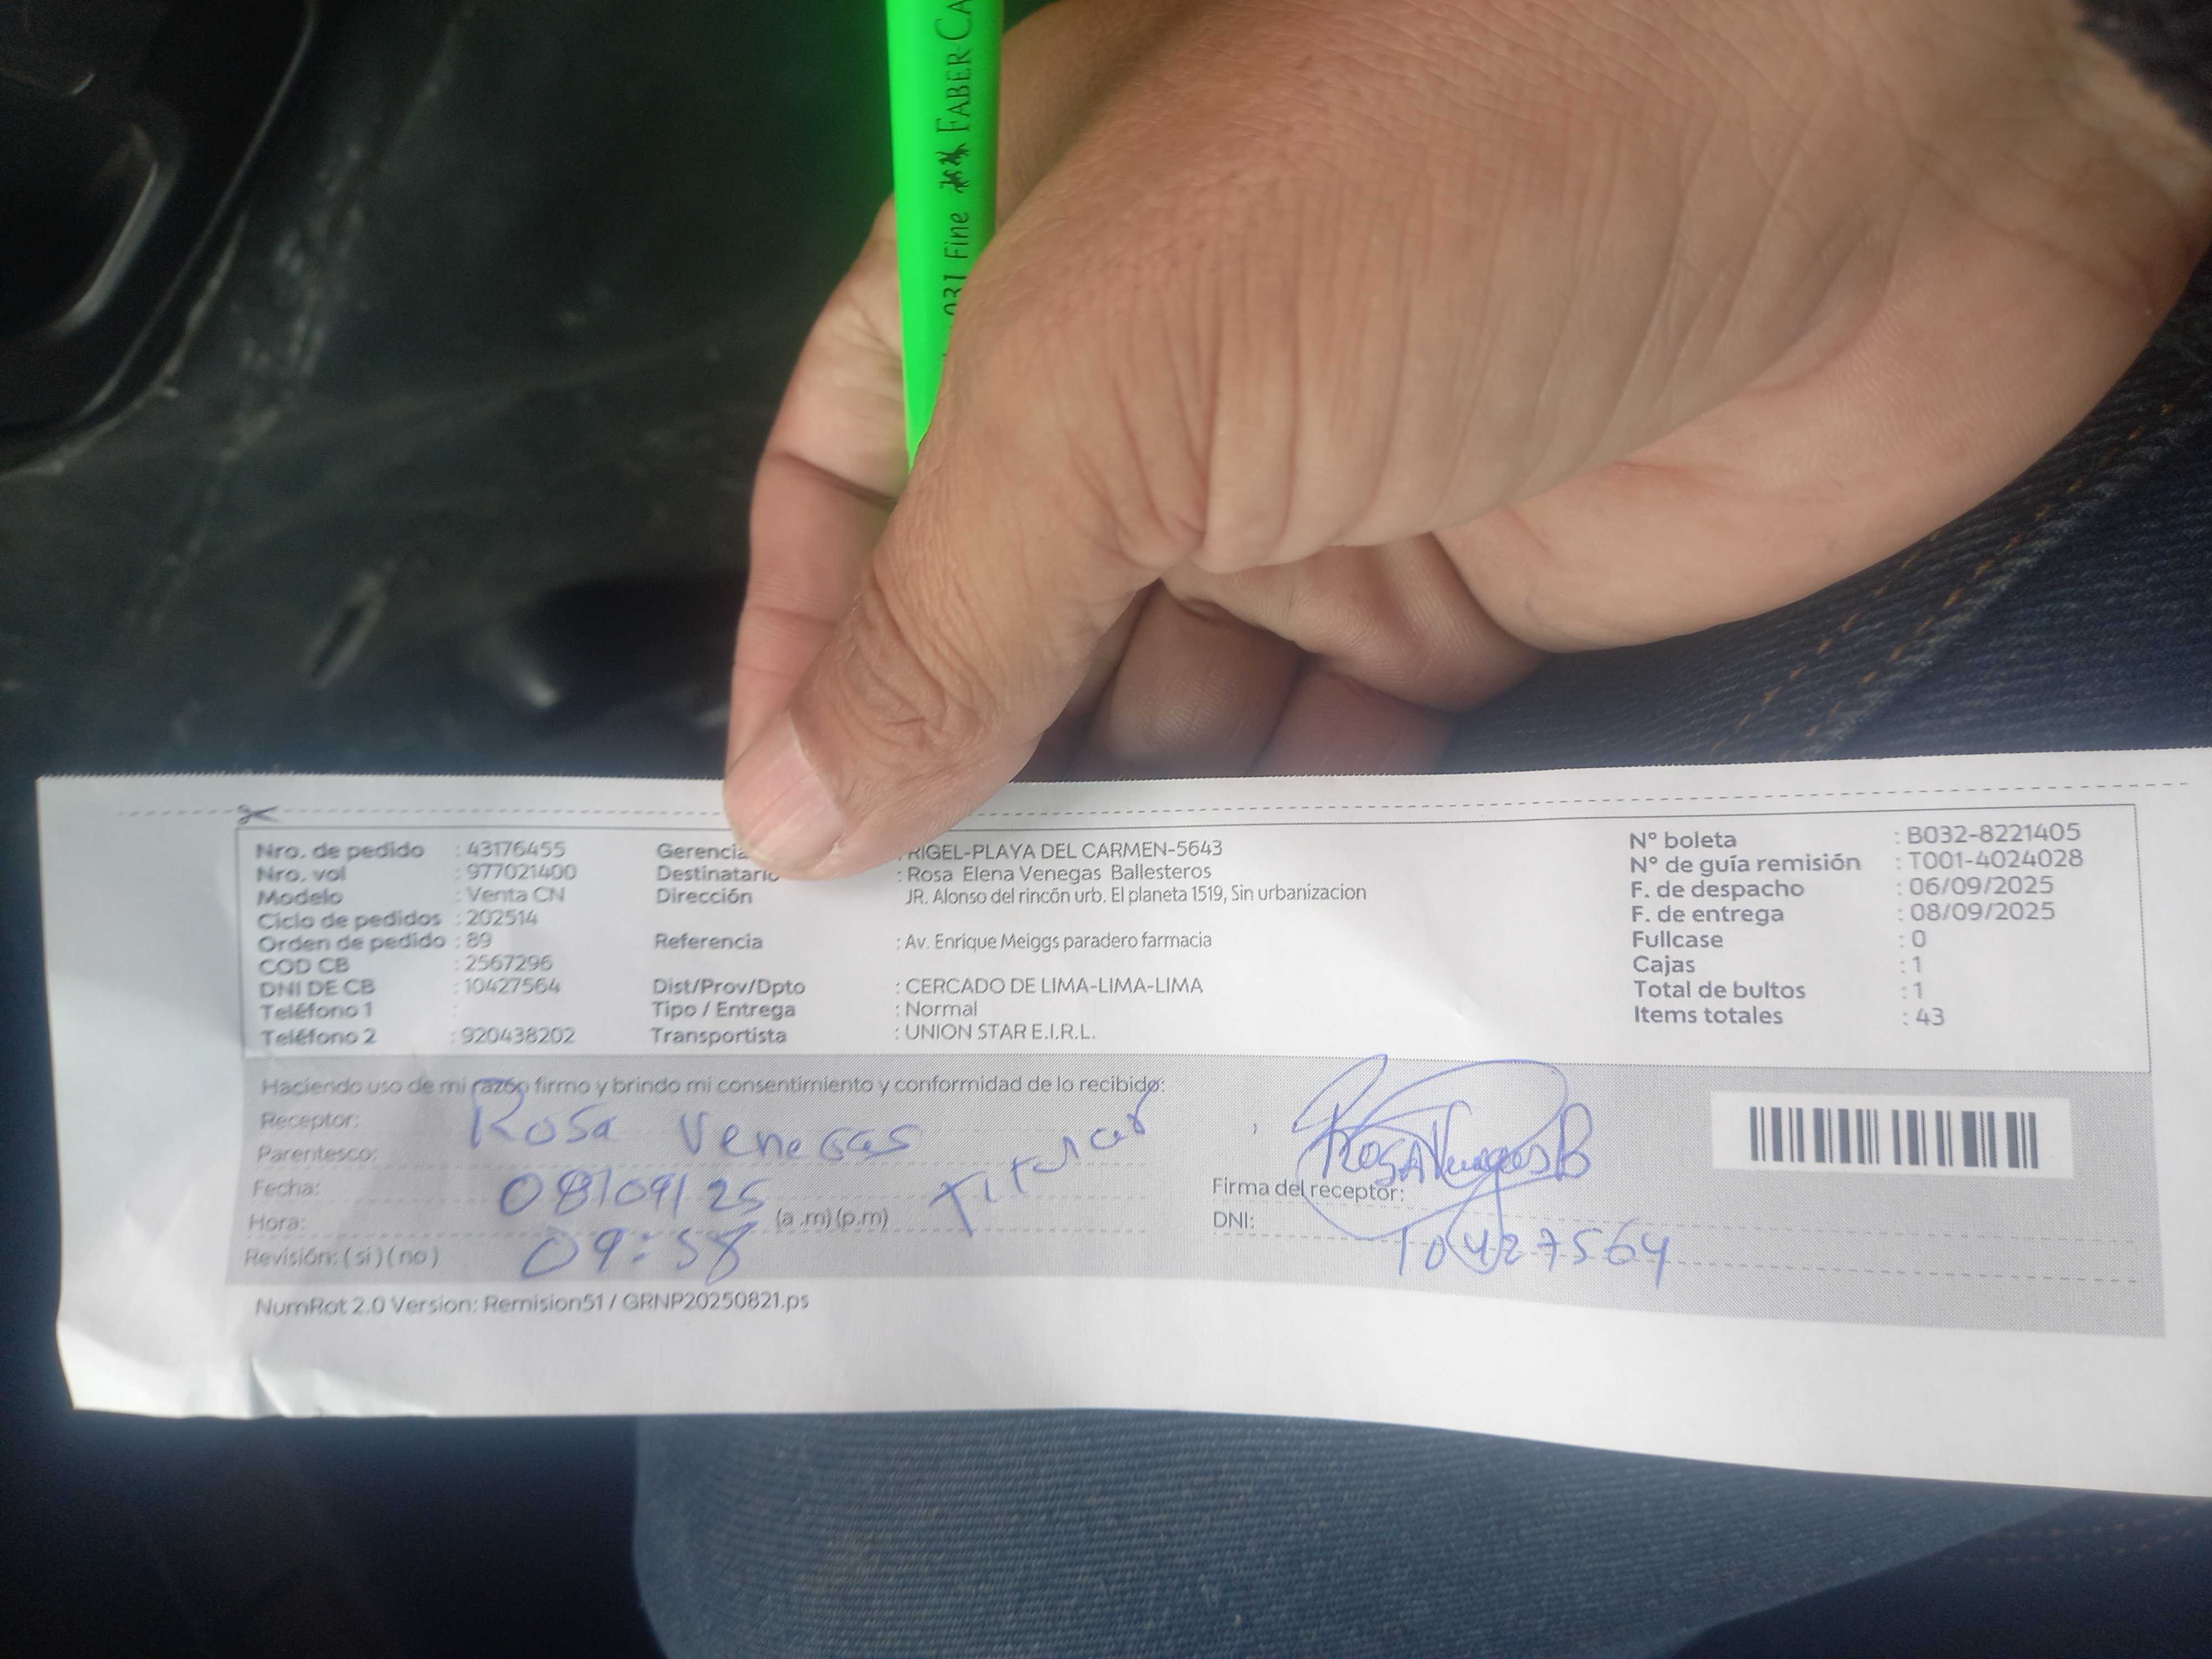 031 Fine FABER-CA
Nro. de pedido : 43176455
Nro. vol : 977021400
Modelo : Venta CN
Ciclo de pedidos : 202514
Orden de pedido : 89
COD CB : 2567296
DNI DE CB : 10427564
Teléfono 1 :
Teléfono 2 : 920438202
Gerencia : RIGEL-PLAYA DEL CARMEN-5643
Destinatario : Rosa Elena Venegas Ballesteros
Dirección JR. Alonso del rincón urb. El planeta 1519, Sin urbanizacion
Referencia : Av. Enrique Meiggs paradero farmacia
Dist/Prov/Dpto : CERCADO DE LIMA-LIMA-LIMA
Tipo / Entrega : Normal
Transportista : UNION STAR E.I.R.L.
Nº boleta : B032-8221405
Nº de guía remisión : T001-4024028
F. de despacho : 06/09/2025
F. de entrega : 08/09/2025
Fullcase : 0
Cajas : 1
Total de bultos : 1
Items totales : 43
Haciendo uso de mi razón firmo y brindo mi consentimiento y conformidad de lo recibido:
Receptor: Rosa Venegas
Parentesco: Titular
Fecha: 08/09/25
Hora: 09:58 (a .m) (p.m)
Revisión: ( si ) ( no )
Rosa Venegas B
Firma del receptor:
DNI: 10427564
NumRot 2.0 Version: Remision51 / GRNP20250821.ps